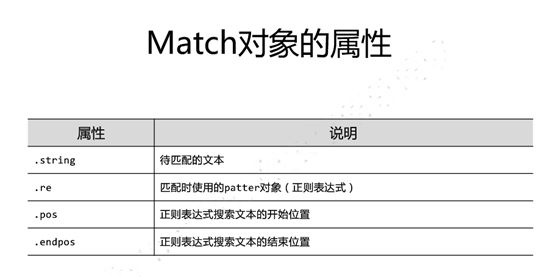 Match对象的属性
属性 说明
.string 待匹配的文本
.re 匹配时使用的patter对象（正则表达式）
.pos 正则表达式搜索文本的开始位置
.endpos 正则表达式搜索文本的结束位置